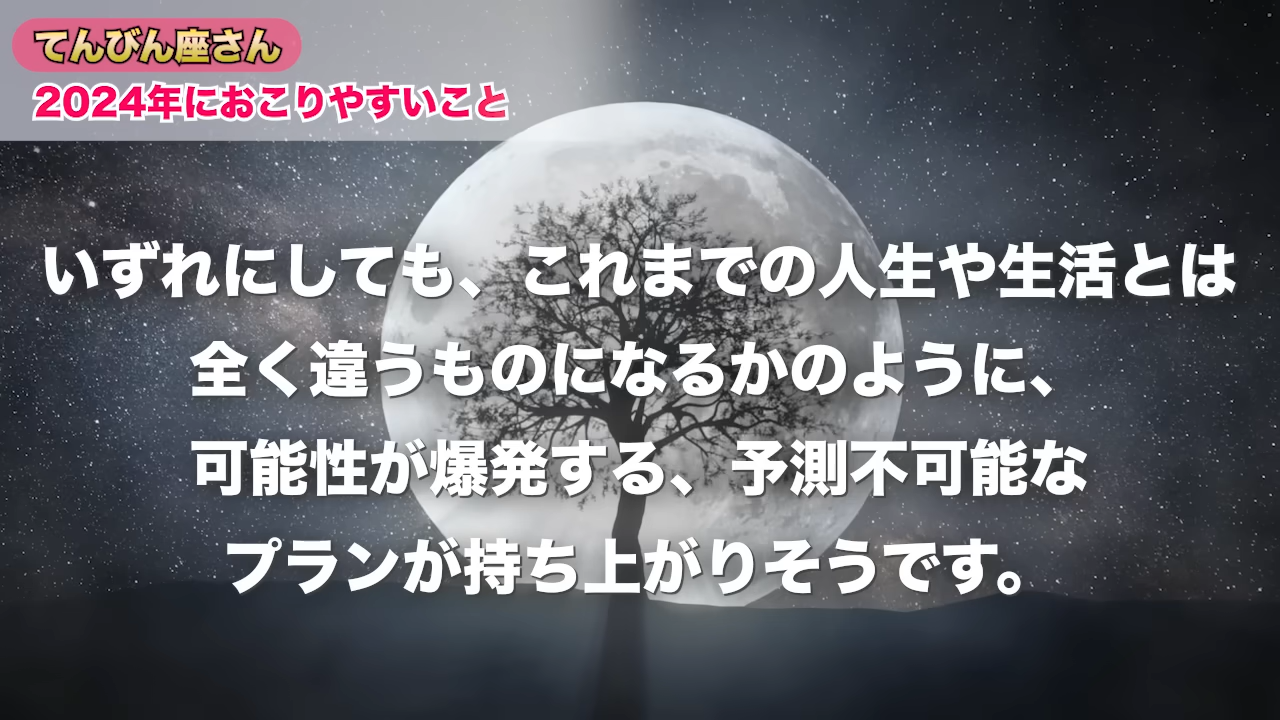 てんびん座さん
2024年におこりやすいこと
いずれにしても、これまでの人生や生活とは
全く違うものになるかのように、
可能性が爆発する、予測不可能な
プランが持ち上がりそうです。